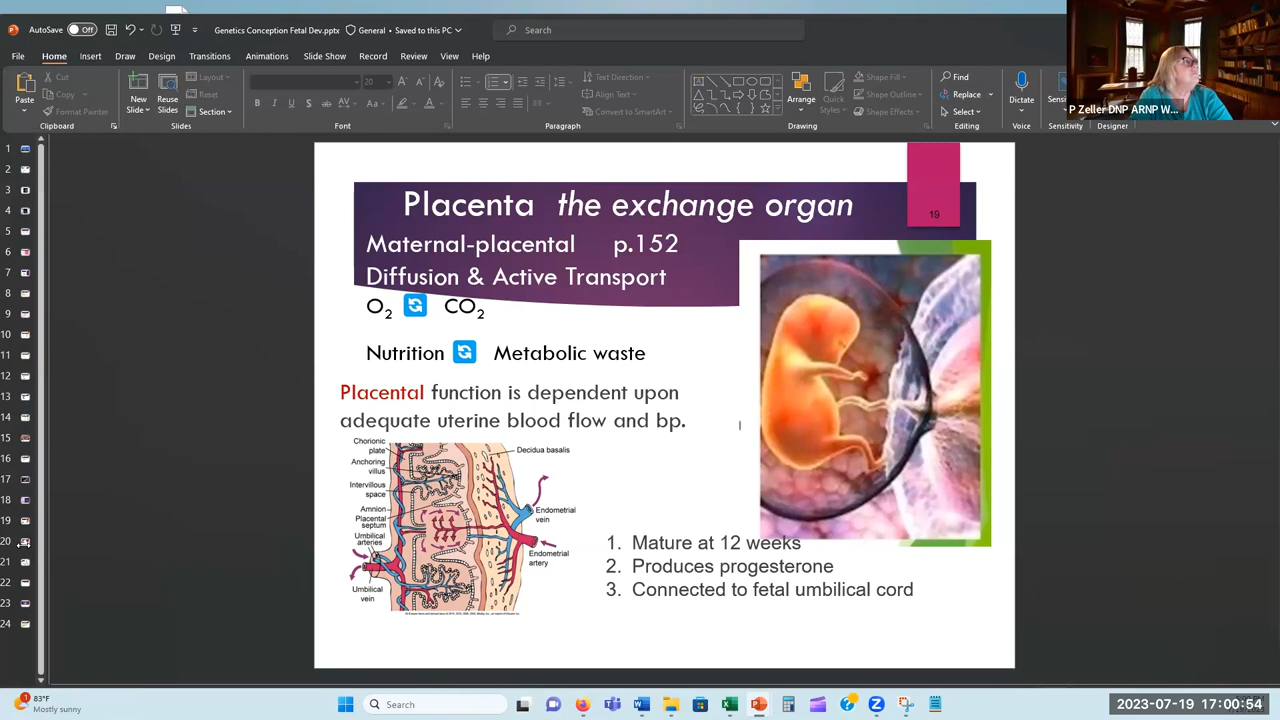 AutoSave Off Genetics Conception Fetal Dev.pptx General • Saved to this PC Search
File Home Insert Draw Design Transitions Animations Slide Show Record Review View Help
Paste Cut Copy Format Painter
New Slide Reuse Slides Layout Reset Section
20
Text Direction Align Text Convert to SmartArt
Arrange Quick Styles Shape Fill Shape Outline Shape Effects
Find Replace Select
Dictate
Clipboard Slides Font Paragraph Drawing Editing Voice Sensitivity Designer
P Zeller DNP ARNP W...
1
2
3
4
5
6
7
8
9
10
11
12
13
14
15
16
17
18
19
20
21
22
23
24
Placenta the exchange organ
19
Maternal-placental p.152
Diffusion & Active Transport
O₂ CO₂
Nutrition Metabolic waste
Placental function is dependent upon
adequate uterine blood flow and bp.
Chorionic plate
Anchoring villus
Intervillous space
Amnion
Placental septum
Umbilical arteries
Umbilical vein
Decidua basalis
Endometrial vein
Endometrial artery
1. Mature at 12 weeks
2. Produces progesterone
3. Connected to fetal umbilical cord
83°F
Mostly sunny
Search
2023-07-19 17:00:54